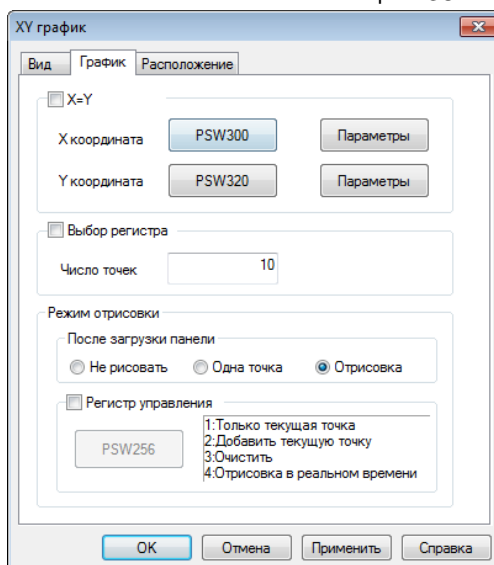 XY график
Вид График Расположение
X=Y
X координата PSW300 Параметры
Y координата PSW320 Параметры
Выбор регистра
Число точек 10
Режим отрисовки
После загрузки панели
Не рисовать Одна точка Отрисовка
Регистр управления
PSW256
1:Только текущая точка
2:Добавить текущую точку
3:Очистить
4:Отрисовка в реальном времени
OK Отмена Применить Справка